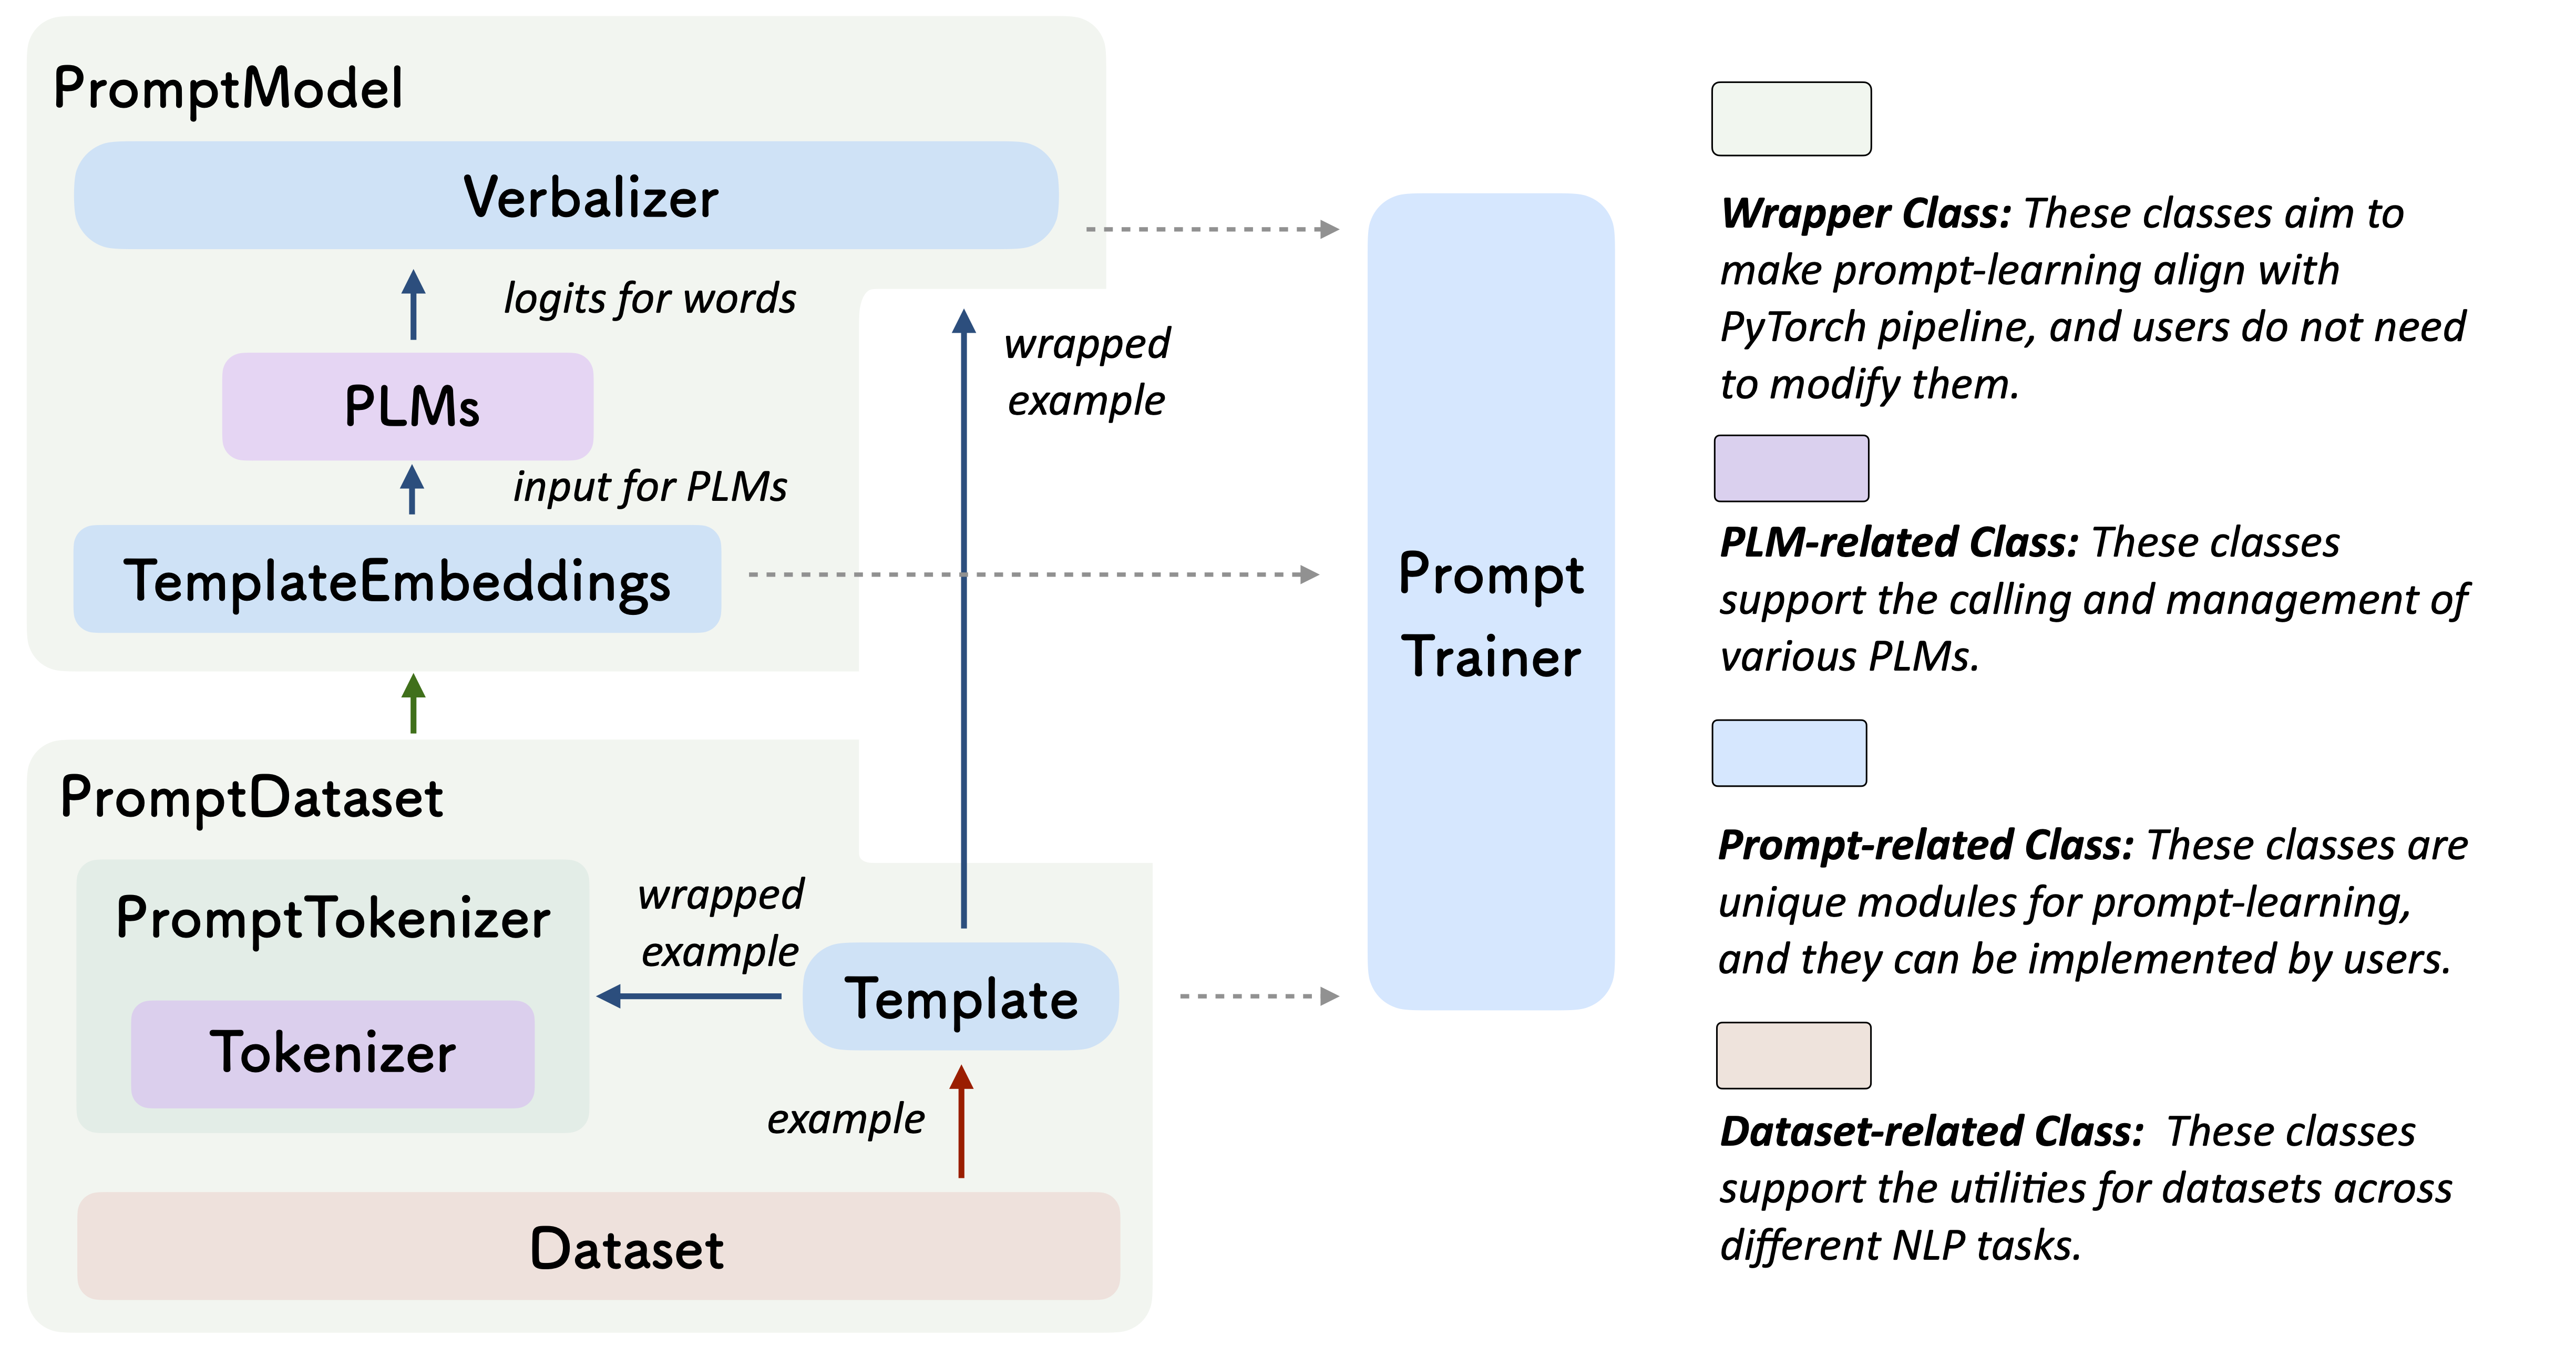 PromptModel
Verbalizer
logits for words
PLMs
input for PLMs
TemplateEmbeddings
wrapped
example
PromptDataset
PromptTokenizer
Tokenizer
wrapped
example
Template
example
Dataset
Prompt
Trainer
Wrapper Class: These classes aim to
make prompt-learning align with
PyTorch pipeline, and users do not need
to modify them.
PLM-related Class: These classes
support the calling and management of
various PLMs.
Prompt-related Class: These classes are
unique modules for prompt-learning,
and they can be implemented by users.
Dataset-related Class: These classes
support the utilities for datasets across
different NLP tasks.